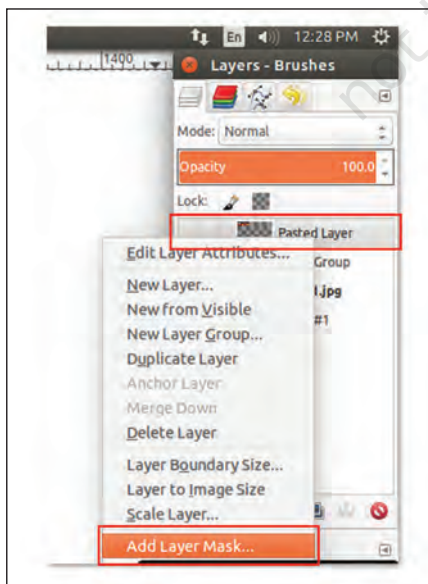 En 12:28 PM
1400
Layers - Brushes
Mode: Normal
Opacity 100.0
Lock:
Pasted Layer
Edit Layer Attributes...
Group
New Layer...
l.jpg
New from Visible
#1
New Layer Group...
Duplicate Layer
Anchor Layer
Merge Down
Delete Layer
Layer Boundary Size...
Layer to Image Size
Scale Layer...
Add Layer Mask...
not